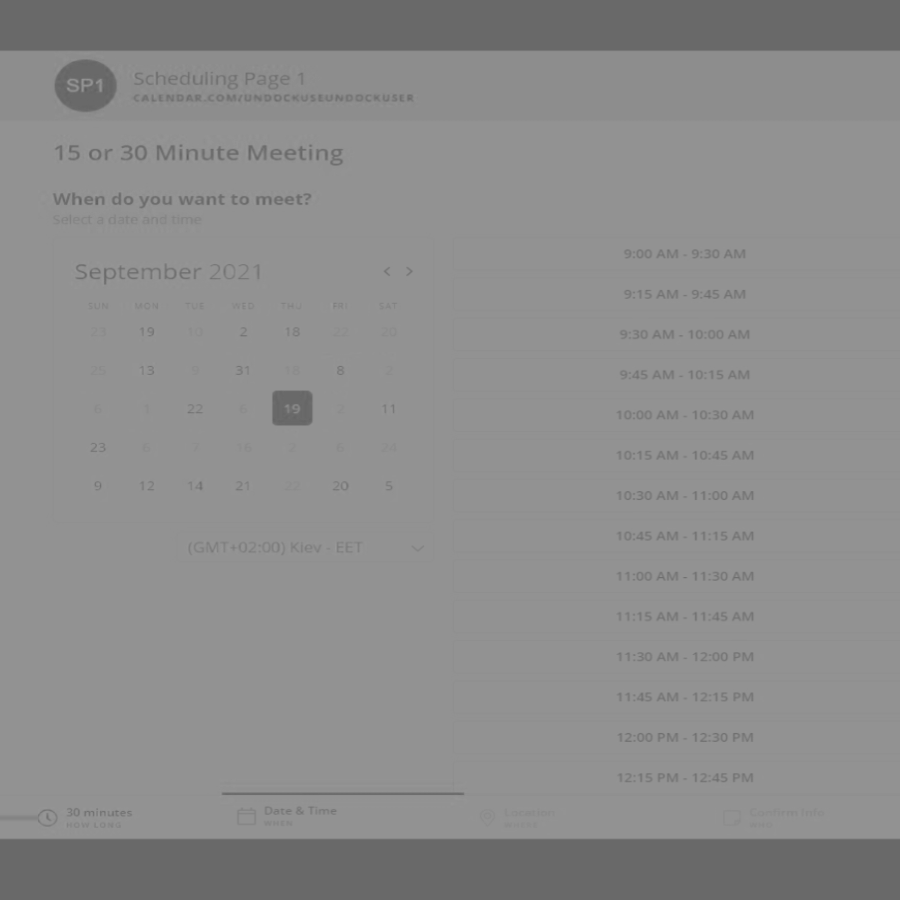 SP1
Scheduling Page 1
CALENDAR.COM/UNDOCKUSEUNDOCKUSER
15 or 30 Minute Meeting
When do you want to meet?
Select a date and time
September 2021
SUN MON TUE WED THU FRI SAT
23 19 10 2 18 22 20
25 13 9 31 18 8 2
6 1 22 8 19 2 11
23 6 7 16 2 6 24
9 12 14 21 22 20 5
(GMT+02:00) Kiev - EET
9:00 AM - 9:30 AM
9:15 AM - 9:45 AM
9:30 AM - 10:00 AM
9:45 AM - 10:15 AM
10:00 AM - 10:30 AM
10:15 AM - 10:45 AM
10:30 AM - 11:00 AM
10:45 AM - 11:15 AM
11:00 AM - 11:30 AM
11:15 AM - 11:45 AM
11:30 AM - 12:00 PM
11:45 AM - 12:15 PM
12:00 PM - 12:30 PM
12:15 PM - 12:45 PM
30 minutes
HOW LONG
Date & Time
WHEN
Location
Confirm Info